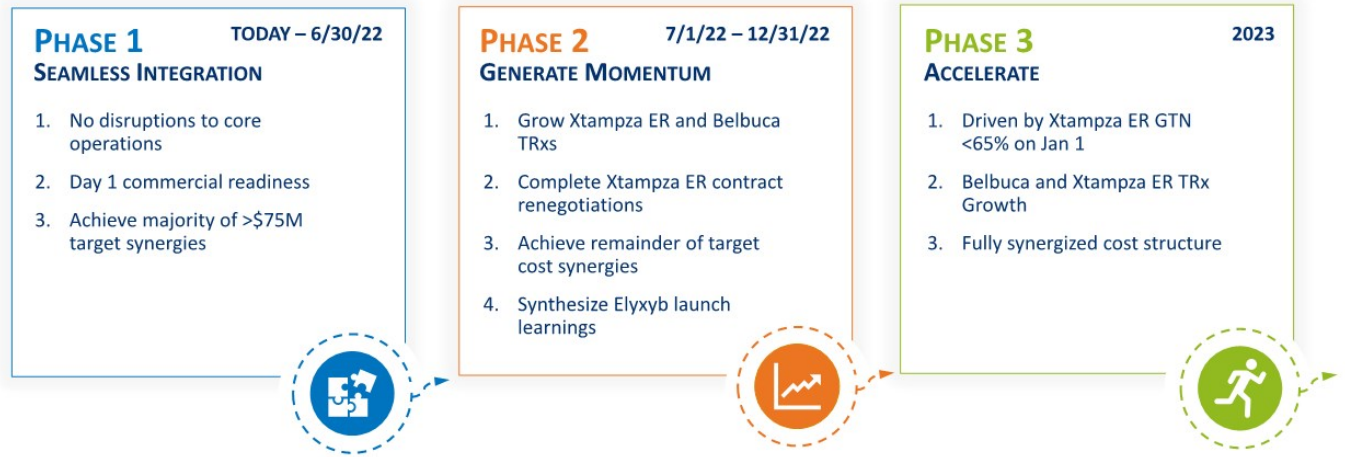 PHASE 1
TODAY – 6/30/22
SEAMLESS INTEGRATION
1. No disruptions to core
operations
2. Day 1 commercial readiness
3. Achieve majority of >$75M
target synergies
PHASE 2
7/1/22 – 12/31/22
GENERATE MOMENTUM
1. Grow Xtampza ER and Belbuca
TRxs
2. Complete Xtampza ER contract
renegotiations
3. Achieve remainder of target
cost synergies
4. Synthesize Elyxyb launch
learnings
PHASE 3
2023
ACCELERATE
1. Driven by Xtampza ER GTN
<65% on Jan 1
2. Belbuca and Xtampza ER TRx
Growth
3. Fully synergized cost structure